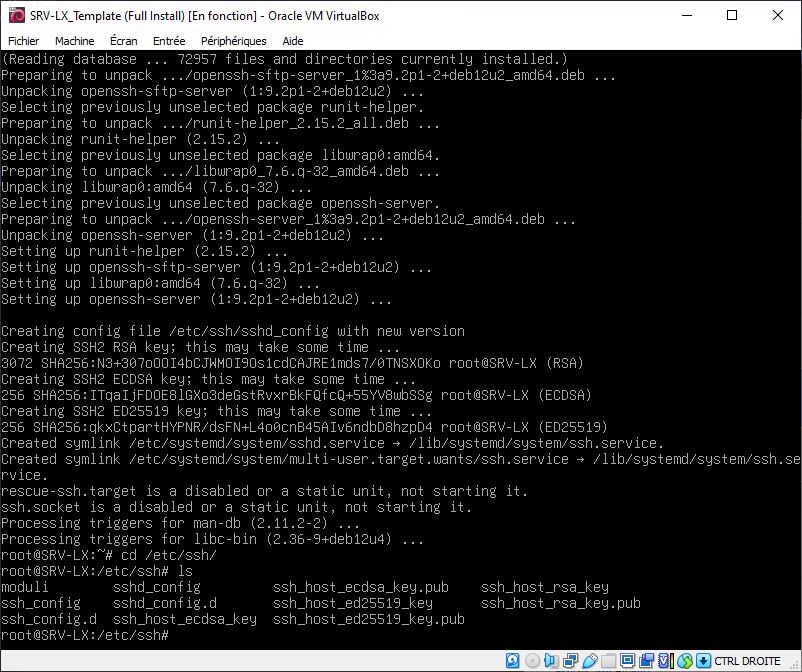 SRV-LX_Template (Full Install) [En fonction] - Oracle VM VirtualBox
Fichier Machine Écran Entrée Périphériques Aide
(Reading database ... 72957 files and directories currently installed.)
Preparing to unpack .../openssh-sftp-server_1%3a9.2p1-2+deb12u2_amd64.deb ...
Unpacking openssh-sftp-server (1:9.2p1-2+deb12u2) ...
Selecting previously unselected package runit-helper.
Preparing to unpack .../runit-helper_2.15.2_all.deb ...
Unpacking runit-helper (2.15.2) ...
Selecting previously unselected package libwrap0:amd64.
Preparing to unpack .../libwrap0_7.6.q-32_amd64.deb ...
Unpacking libwrap0:amd64 (7.6.q-32) ...
Selecting previously unselected package openssh-server.
Preparing to unpack .../openssh-server_1%3a9.2p1-2+deb12u2_amd64.deb ...
Unpacking openssh-server (1:9.2p1-2+deb12u2) ...
Setting up runit-helper (2.15.2) ...
Setting up openssh-sftp-server (1:9.2p1-2+deb12u2) ...
Setting up libwrap0:amd64 (7.6.q-32) ...
Setting up openssh-server (1:9.2p1-2+deb12u2) ...
Creating config file /etc/ssh/sshd_config with new version
Creating SSH2 RSA key; this may take some time ...
3072 SHA256:N3+307oOOI4bCJWMOI9Os1cdCAJRE1mds7/0TNSXOKo root@SRV-LX (RSA)
Creating SSH2 ECDSA key; this may take some time ...
256 SHA256:ITqaIjFDOE8lGXo3deGstRvxrBkFQfcQ+55YV8wbSSg root@SRV-LX (ECDSA)
Creating SSH2 ED25519 key; this may take some time ...
256 SHA256:qkxCtpartHYPNR/dsFN+L4o0cnB45AIv6ndbD8hzpD4 root@SRV-LX (ED25519)
Created symlink /etc/systemd/system/sshd.service → /lib/systemd/system/ssh.service.
Created symlink /etc/systemd/system/multi-user.target.wants/ssh.service → /lib/systemd/system/ssh.se
rvice.
rescue-ssh.target is a disabled or a static unit, not starting it.
ssh.socket is a disabled or a static unit, not starting it.
Processing triggers for man-db (2.11.2-2) ...
Processing triggers for libc-bin (2.36-9+deb12u4) ...
root@SRV-LX:~# cd /etc/ssh/
root@SRV-LX:/etc/ssh# ls
moduli sshd_config ssh_host_ecdsa_key.pub ssh_host_rsa_key
ssh_config sshd_config.d ssh_host_ed25519_key ssh_host_rsa_key.pub
ssh_config.d ssh_host_ecdsa_key ssh_host_ed25519_key.pub
root@SRV-LX:/etc/ssh#
CTRL DROITE